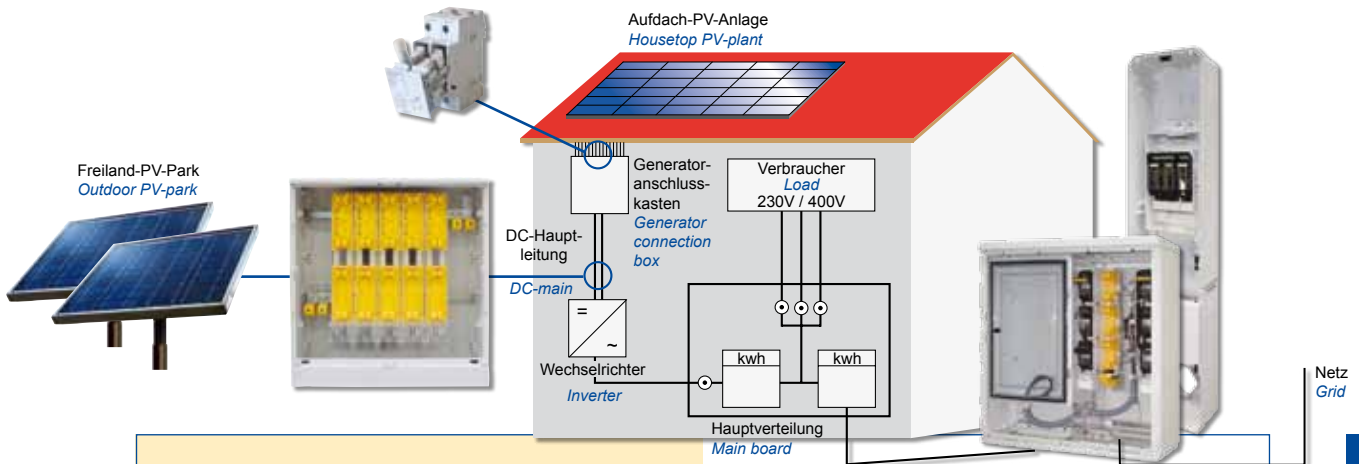 Aufdach-PV-Anlage
Housetop PV-plant
Freiland-PV-Park
Outdoor PV-park
Generator-
anschluss-
kasten
Generator
connection
box
Verbraucher
Load
230V / 400V
DC-Haupt-
leitung
DC-main
=
~
Wechselrichter
Inverter
kwh
kwh
Hauptverteilung
Main board
Netz
Grid